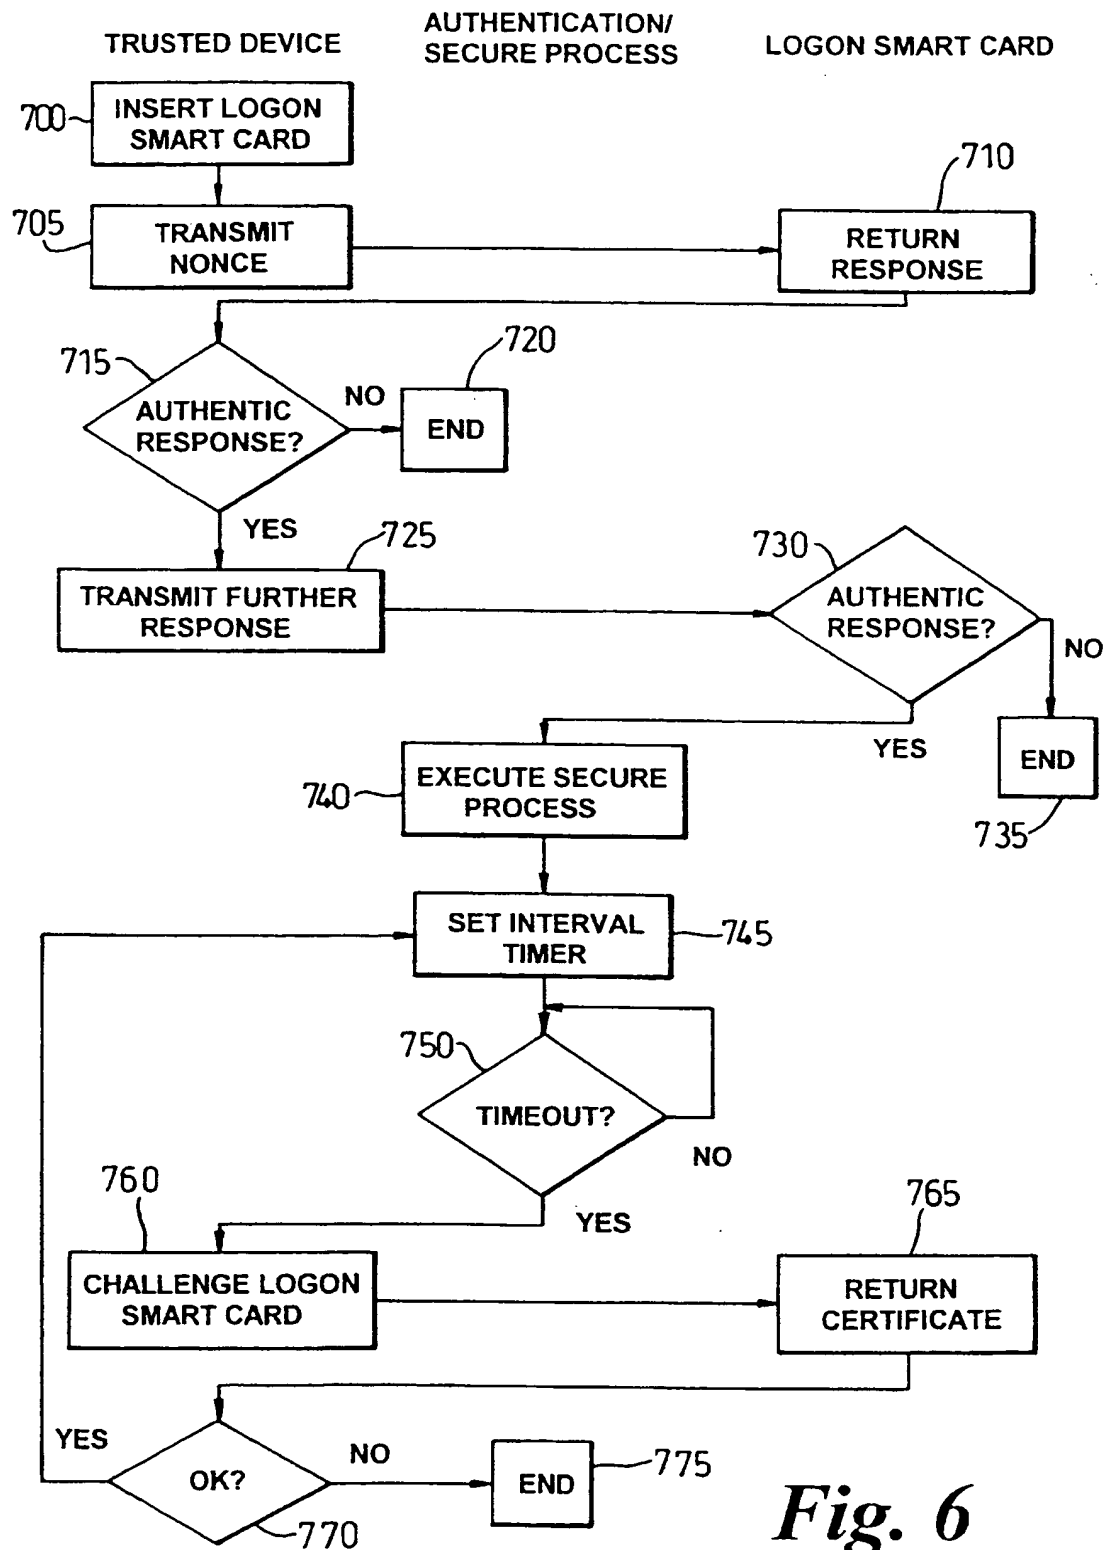 AUTHENTICATION/
SECURE PROCESS
TRUSTED DEVICE
LOGON SMART CARD
700
INSERT LOGON
SMART CARD
710
705
TRANSMIT
NONCE
RETURN
RESPONSE
715
720
AUTHENTIC
RESPONSE?
NO
END
YES
725
730
TRANSMIT FURTHER
RESPONSE
AUTHENTIC
RESPONSE?
NO
YES
END
735
740
EXECUTE SECURE
PROCESS
SET INTERVAL
TIMER
745
750
TIMEOUT?
NO
YES
760
765
CHALLENGE LOGON
SMART CARD
RETURN
CERTIFICATE
YES
OK?
NO
END
775
770
Fig. 6